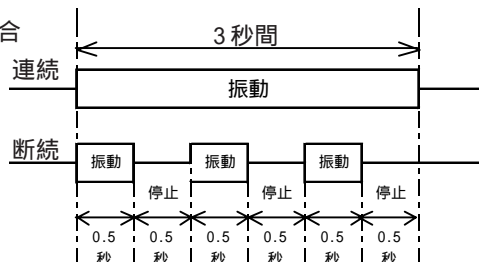 合
3秒間
連続
振動
断続
振動 振動 振動
停止 停止 停止
0.5 0.5 0.5 0.5 0.5 0.5
秒 秒 秒 秒 秒 秒